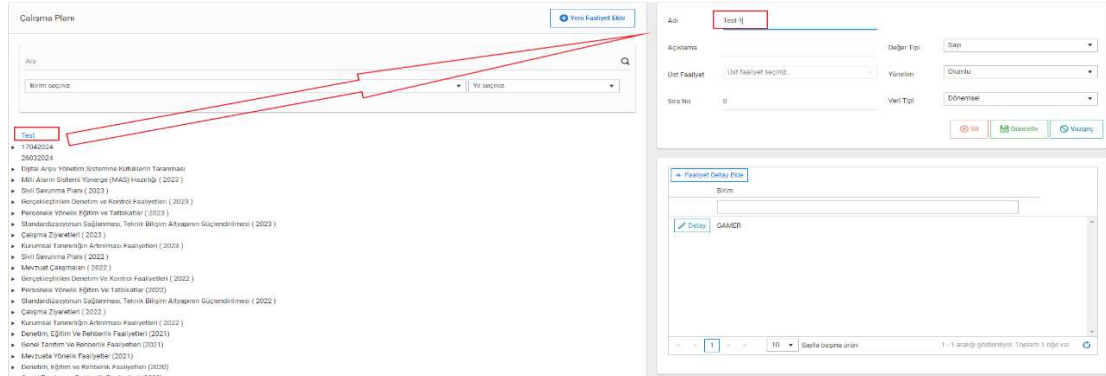 Çalışma Planı
Yeni Faaliyet Ekle
Ara
Birim seçiniz.
Yıl seçiniz.
Test
17042024
26032024
Dijital Arşiv Yönetim Sistemine Kütüklerin Taranması
Milli Alarm Sistemi Yönerge (MAS) Hazırlığı ( 2023 )
Sivil Savunma Planı ( 2023 )
Gerçekleştirilen Denetim ve Kontrol Faaliyetleri ( 2023 )
Personele Yönelik Eğitim ve Tatbikatlar ( 2023 )
Standardizasyonun Sağlanması, Teknik Bilişim Altyapının Güçlendirilmesi ( 2023 )
Çalışma Ziyaretleri ( 2023 )
Kurumsal Tanınırlığın Artırılması Faaliyetleri ( 2023 )
Sivil Savunma Planı ( 2022 )
Mevzuat Çalışmaları ( 2022 )
Gerçekleştirilen Denetim Ve Kontrol Faaliyetleri ( 2022 )
Personele Yönelik Eğitim Ve Tatbikatlar (2022)
Standardizasyonun Sağlanması, Teknik Bilişim Altyapının Güçlendirilmesi ( 2022 )
Çalışma Ziyaretleri ( 2022 )
Kurumsal Tanınırlığın Artırılması Faaliyetleri ( 2022 )
Denetim, Eğitim Ve Rehberlik Faaliyetleri (2021)
Genel Tanıtım Ve Rehberlik Faaliyetleri (2021)
Mevzuata Yönelik Faaliyetler (2021)
Denetim, Eğitim ve Rehberlik Faaliyetleri (2020)
Adı
Test-1
Açıklama
Değer Tipi
Sayı
Üst Faaliyet
Üst faaliyet seçiniz...
Yönelim
Olumlu
Sıra No
0
Veri Tipi
Dönemsel
Sil
Güncelle
Vazgeç
+ Faaliyet Detay Ekle
Birim
Detay
GAMER
1
10
Sayfa başına ürün
1 - 1 aralığı gösteriliyor. Toplam 1 öğe var